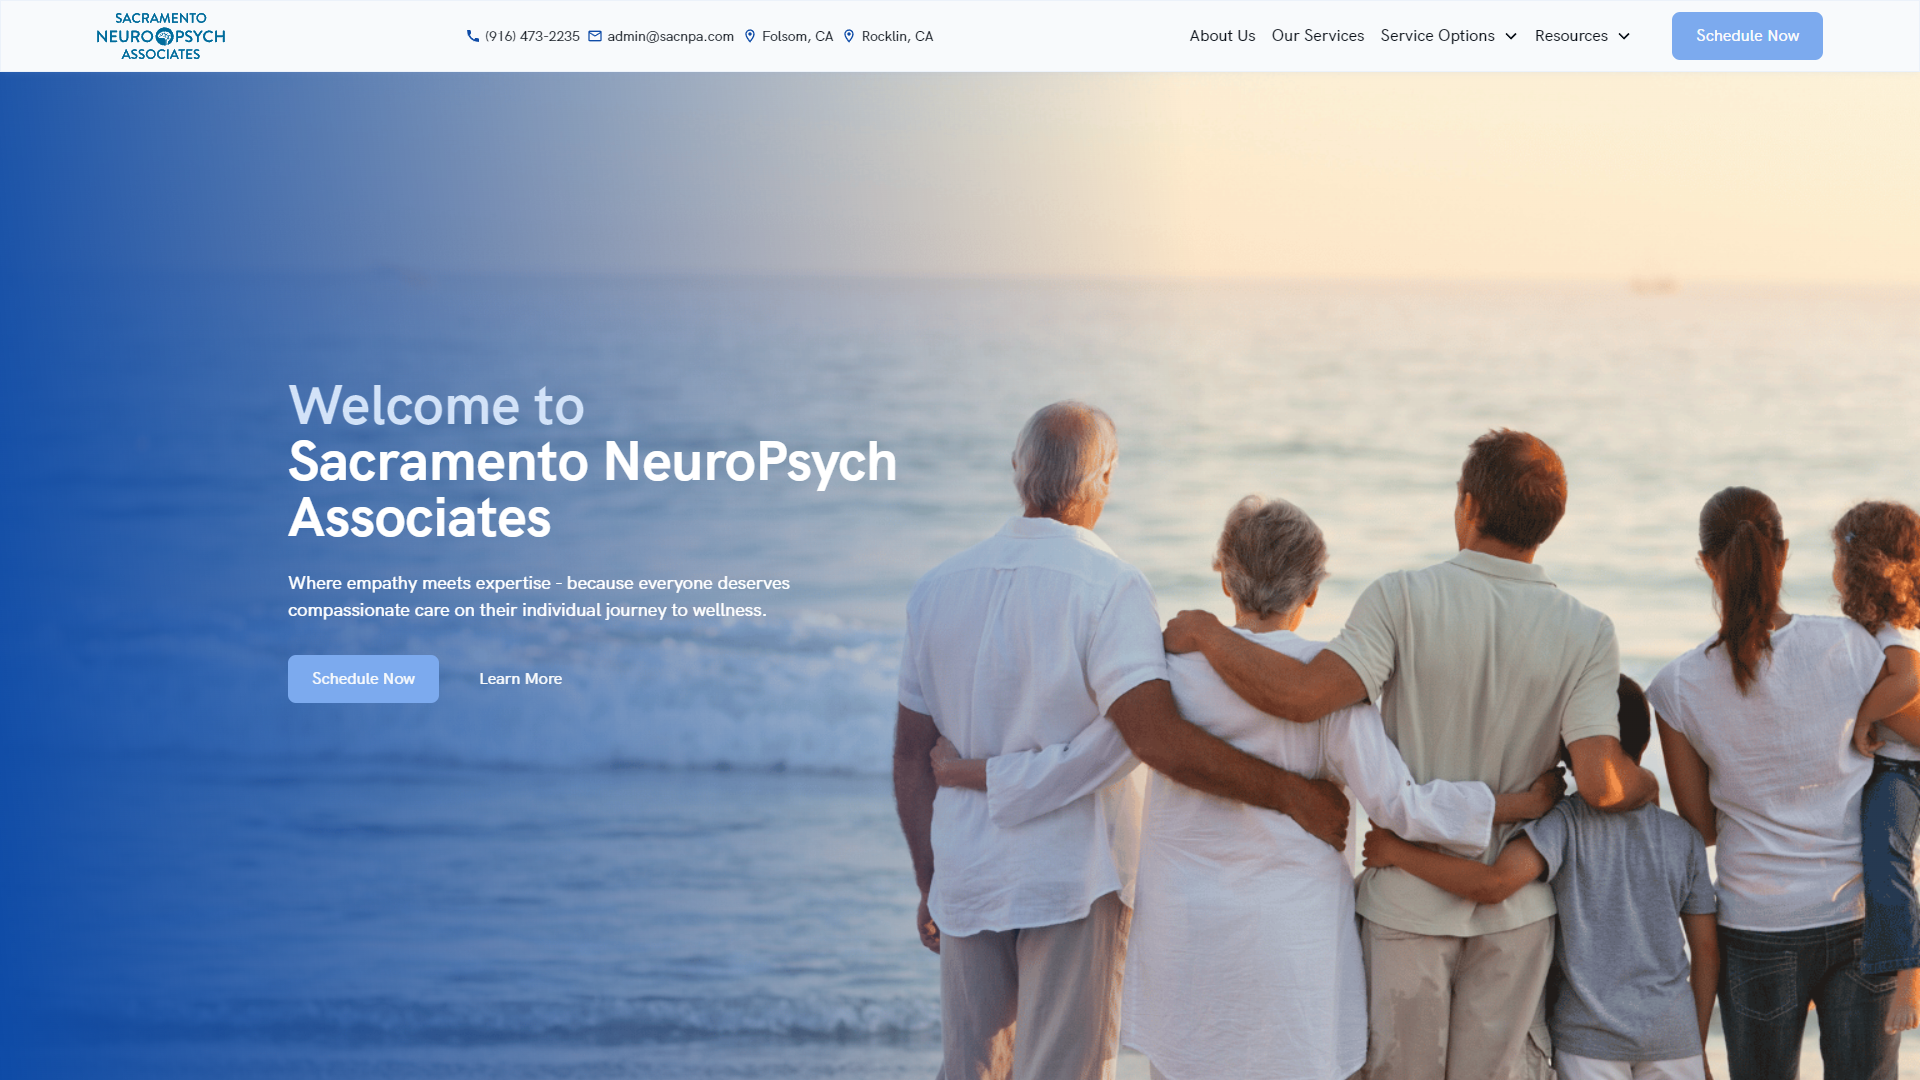 SACRAMENTO
NEUROPSYCH
ASSOCIATES
(916) 473-2235
admin@sacnpa.com
Folsom, CA
Rocklin, CA
About Us
Our Services
Service Options
Resources
Schedule Now
Welcome to
Sacramento NeuroPsych
Associates
Where empathy meets expertise - because everyone deserves
compassionate care on their individual journey to wellness.
Schedule Now
Learn More